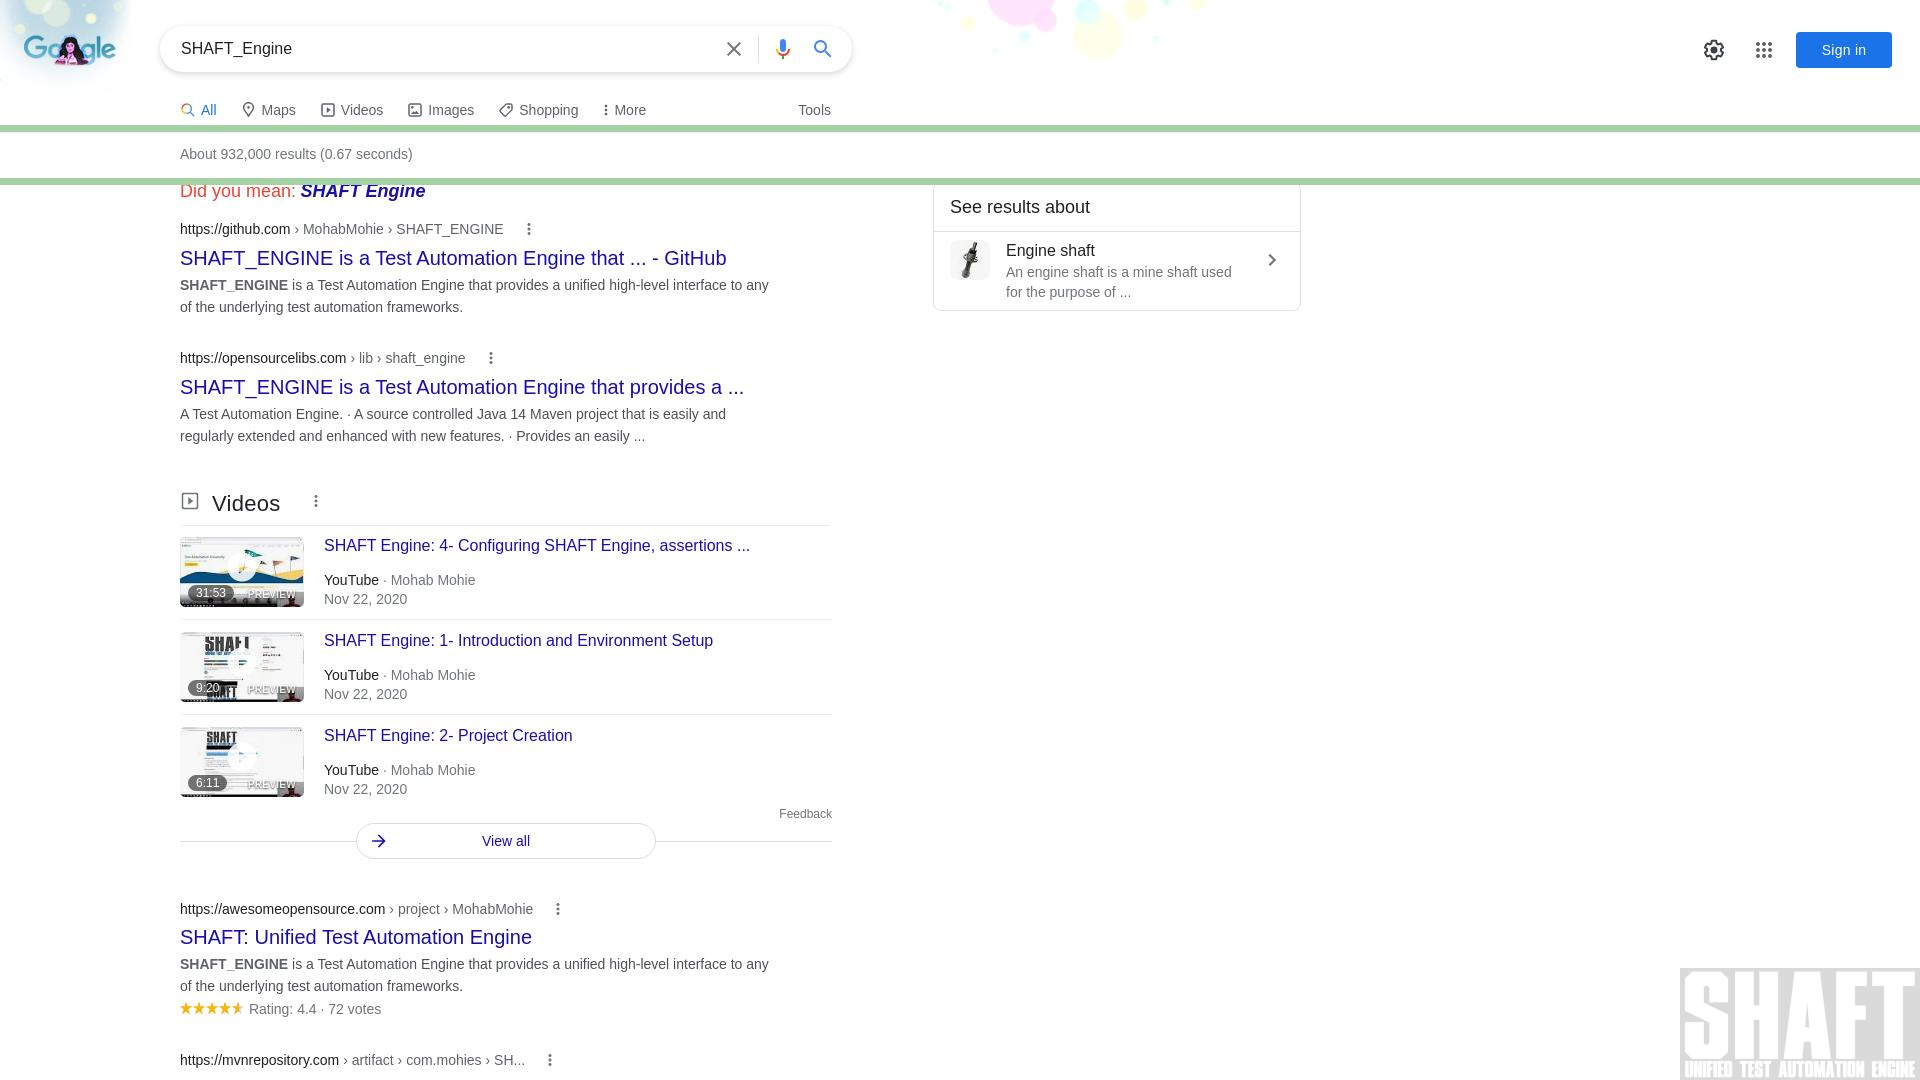 Google
SHAFT_Engine
Sign in
All
Maps
Videos
Images
Shopping
More
Tools
About 932,000 results (0.67 seconds)
Did you mean: SHAFT Engine
https://github.com › MohabMohie › SHAFT_ENGINE
SHAFT_ENGINE is a Test Automation Engine that ... - GitHub
SHAFT_ENGINE is a Test Automation Engine that provides a unified high-level interface to any
of the underlying test automation frameworks.
See results about
Engine shaft
An engine shaft is a mine shaft used
for the purpose of ...
https://opensourcelibs.com › lib › shaft_engine
SHAFT_ENGINE is a Test Automation Engine that provides a ...
A Test Automation Engine. · A source controlled Java 14 Maven project that is easily and
regularly extended and enhanced with new features. · Provides an easily ...
Videos
SHAFT Engine: 4- Configuring SHAFT Engine, assertions ...
31:53 PREVIEW
YouTube · Mohab Mohie
Nov 22, 2020
SHAFT
SHAFT Engine: 1- Introduction and Environment Setup
9:20 PREVIEW
YouTube · Mohab Mohie
Nov 22, 2020
SHAFT
SHAFT Engine: 2- Project Creation
6:11 PREVIEW
YouTube · Mohab Mohie
Nov 22, 2020
Feedback
View all
https://awesomeopensource.com › project › MohabMohie
SHAFT: Unified Test Automation Engine
SHAFT_ENGINE is a Test Automation Engine that provides a unified high-level interface to any
of the underlying test automation frameworks.
Rating: 4.4 · 72 votes
https://mvnrepository.com › artifact › com.mohies › SH...
SHAFT
UNIFIED TEST AUTOMATION ENGINE